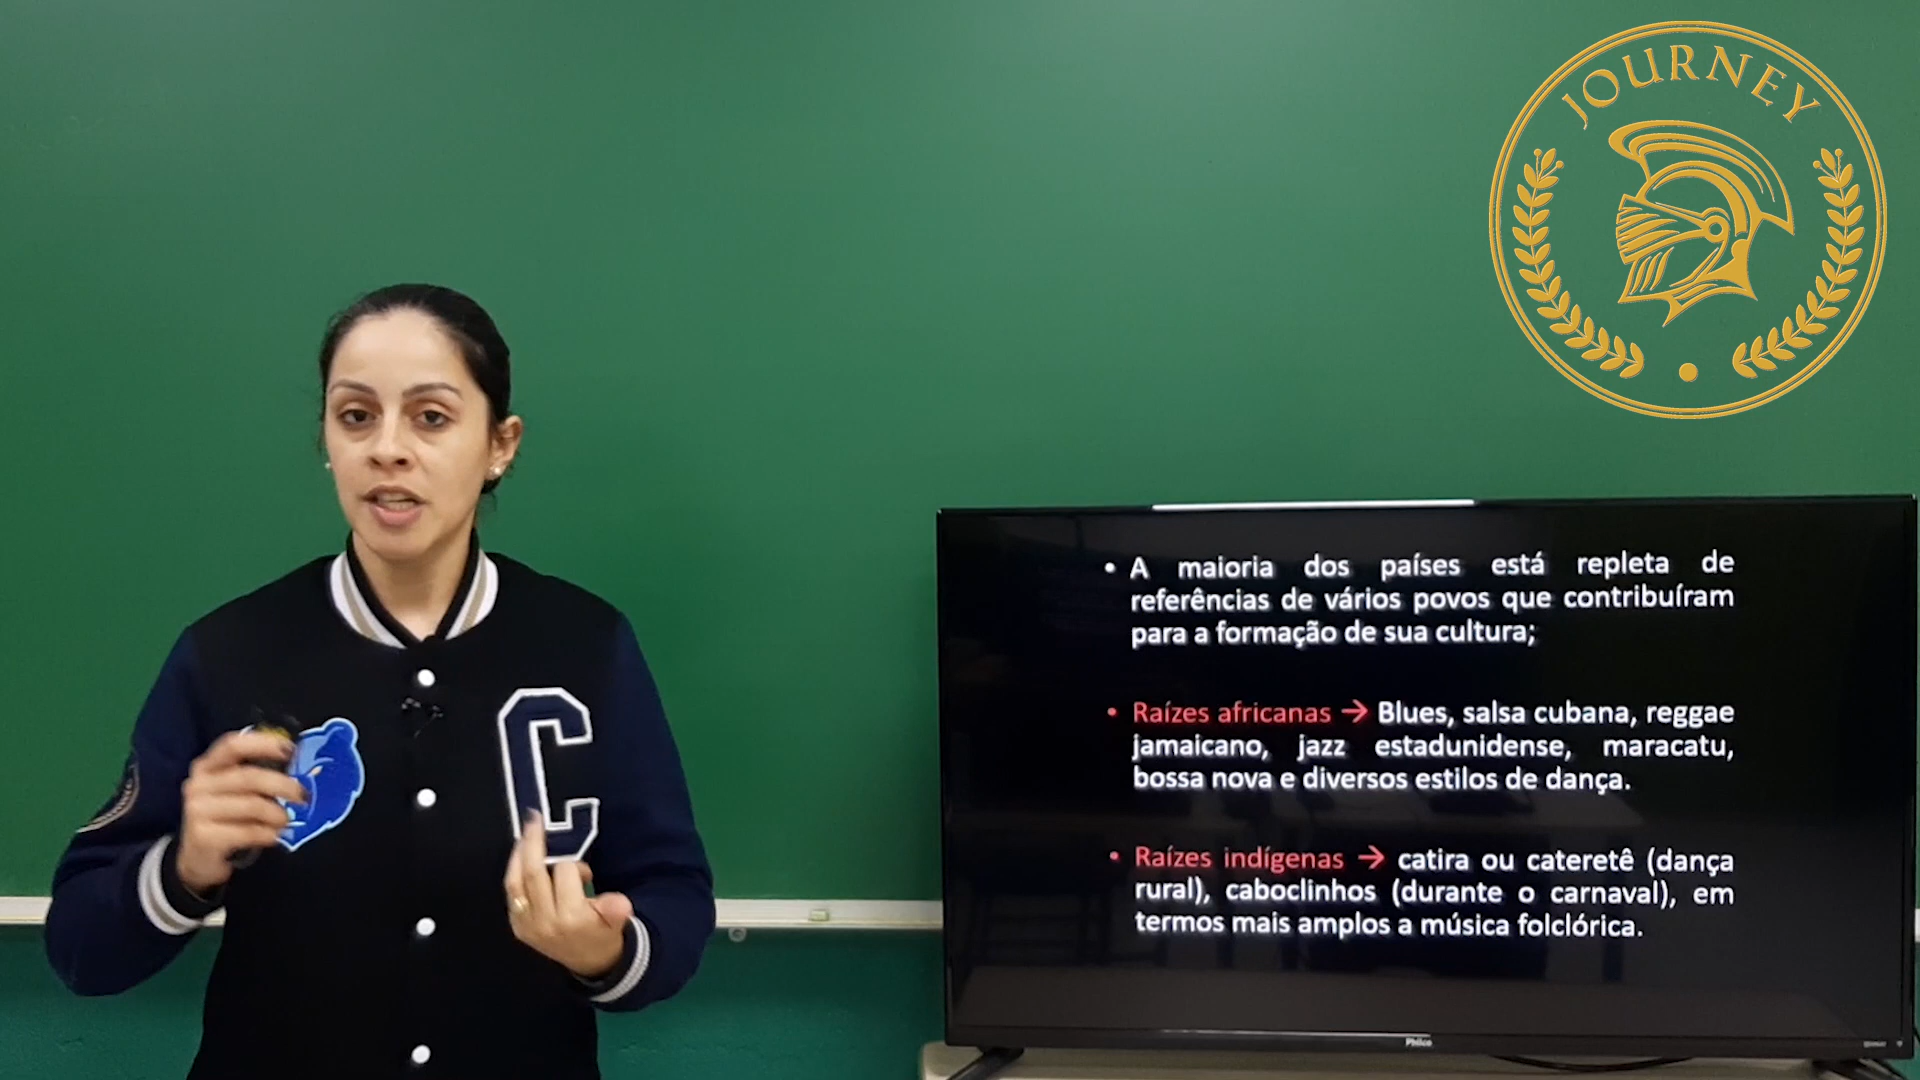 JOURNEY
• A maioria dos países está repleta de
referências de vários povos que contribuíram
para a formação de sua cultura;
• Raízes africanas → Blues, salsa cubana, reggae
jamaicano, jazz estadunidense, maracatu,
bossa nova e diversos estilos de dança.
• Raízes indígenas → catira ou cateretê (dança
rural), caboclinhos (durante o carnaval), em
termos mais amplos a música folclórica.
C
Philco